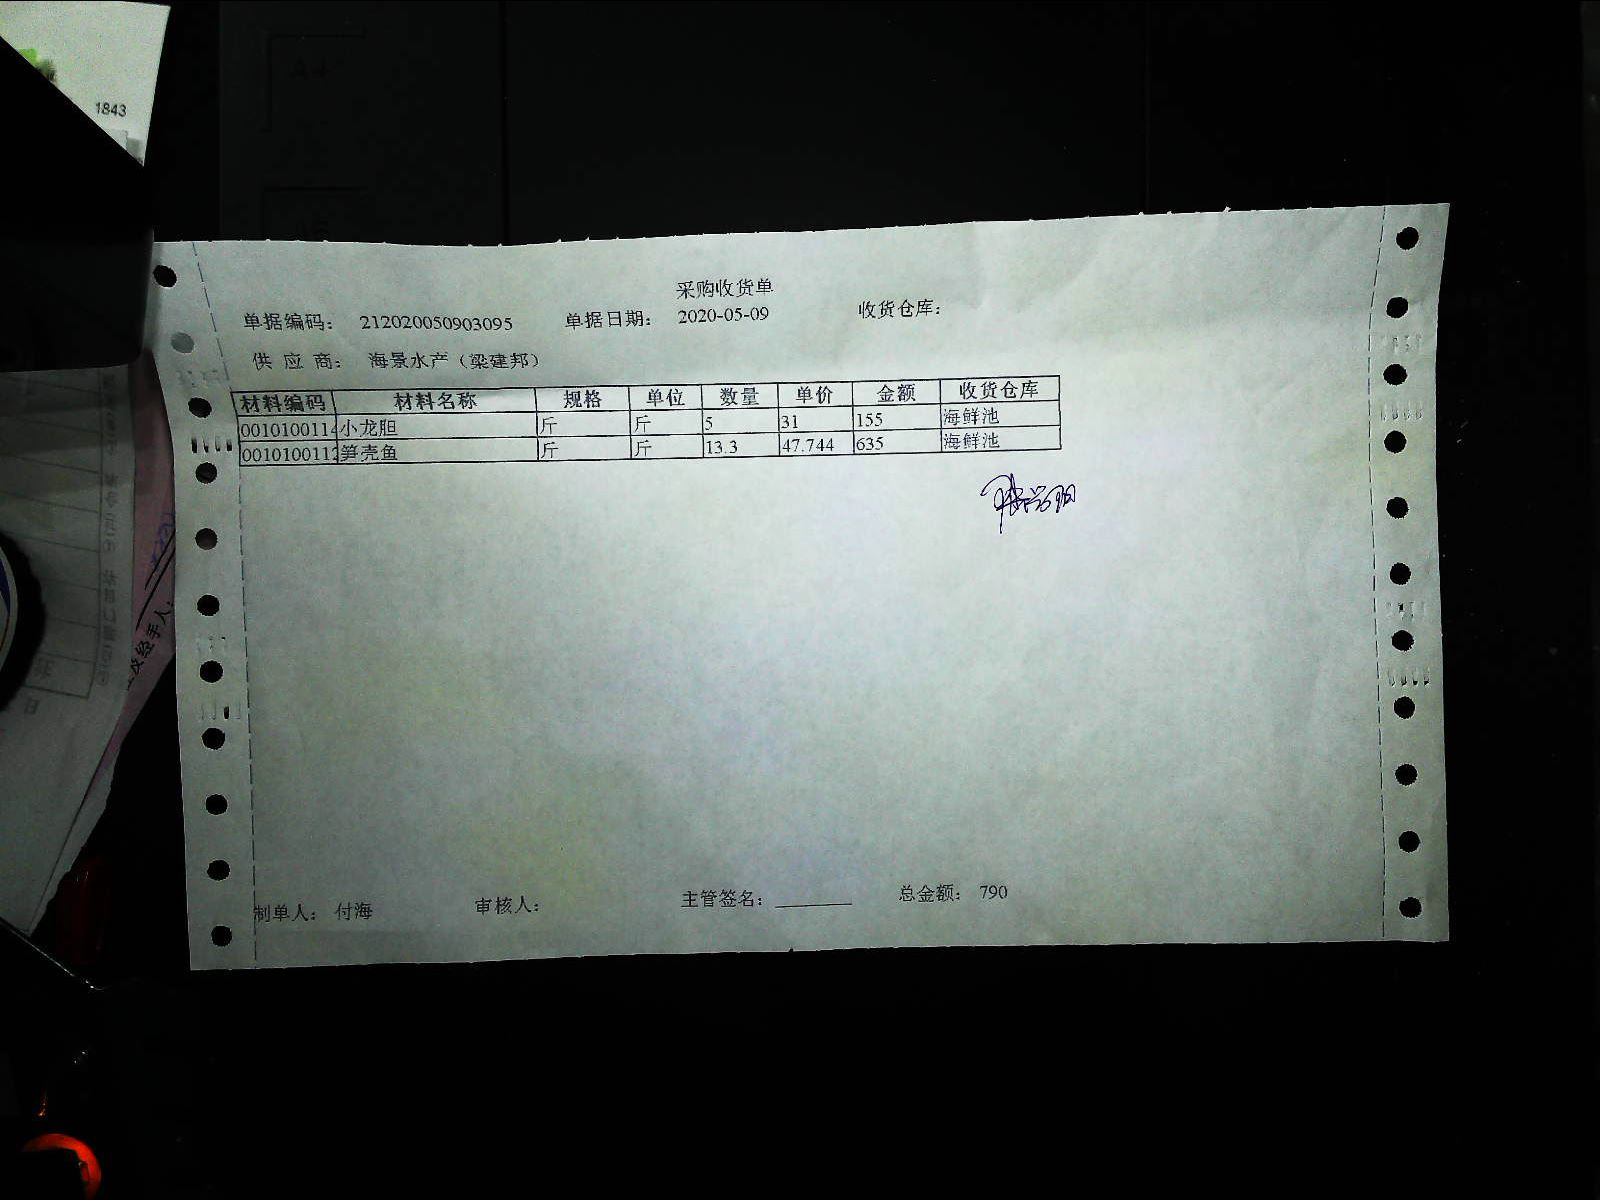 1843
采购收货单
单据编码： 212020050903095 单据日期： 2020-05-09 收货仓库：
供 应 商： 海景水产（梁建邦）
材料编码 材料名称 规格 单位 数量 单价 金额 收货仓库
0010100114 小龙胆 斤 斤 5 31 155 海鲜池
001010011 笋壳鱼 斤 斤 13.3 47.744 635 海鲜池
经手人：
制单人： 付海 审核人： 主管签名： 总金额： 790